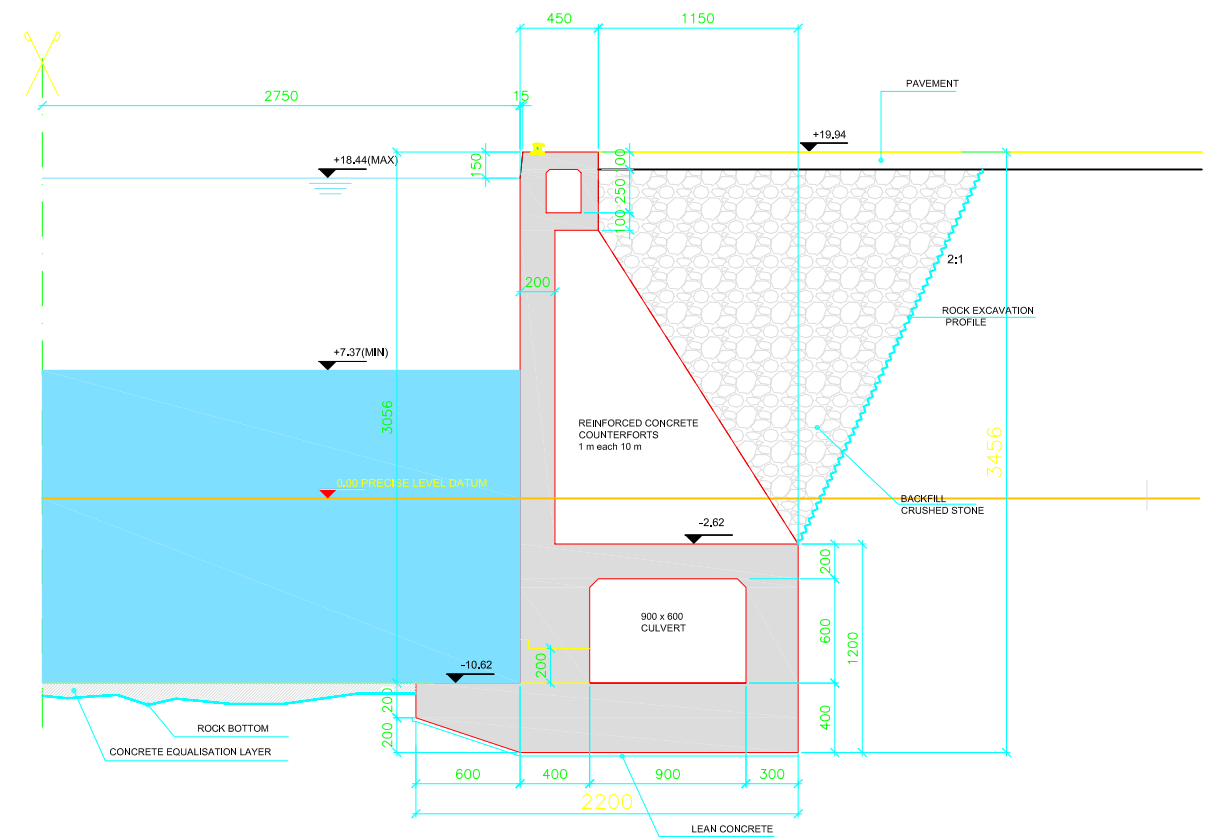 450
1150
2750
15
PAVEMENT
+19.94
+18.44(MAX)
150
100
250
100
2:1
200
ROCK EXCAVATION
PROFILE
+7.37(MIN)
3056
REINFORCED CONCRETE
COUNTERFORTS
1 m each 10 m
3456
0.00 PRECISE LEVEL DATUM
BACKFILL
CRUSHED STONE
-2.62
200
900 x 600
CULVERT
600
1200
-10.62
200
200
200
400
ROCK BOTTOM
CONCRETE EQUALISATION LAYER
600
400
900
300
2200
LEAN CONCRETE